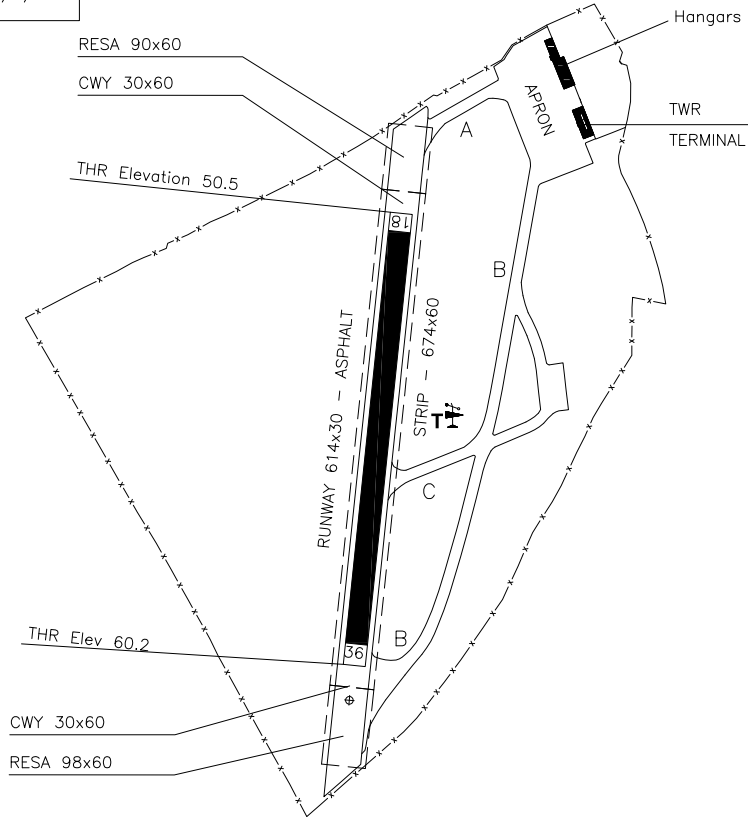 RESA 90x60
CWY 30x60
THR Elevation 50.5
Hangars
APRON
TWR
TERMINAL
A
18
B
RUNWAY 614x30 – ASPHALT
STRIP – 674x60
T
C
B
THR Elev 60.2
36
CWY 30x60
RESA 98x60